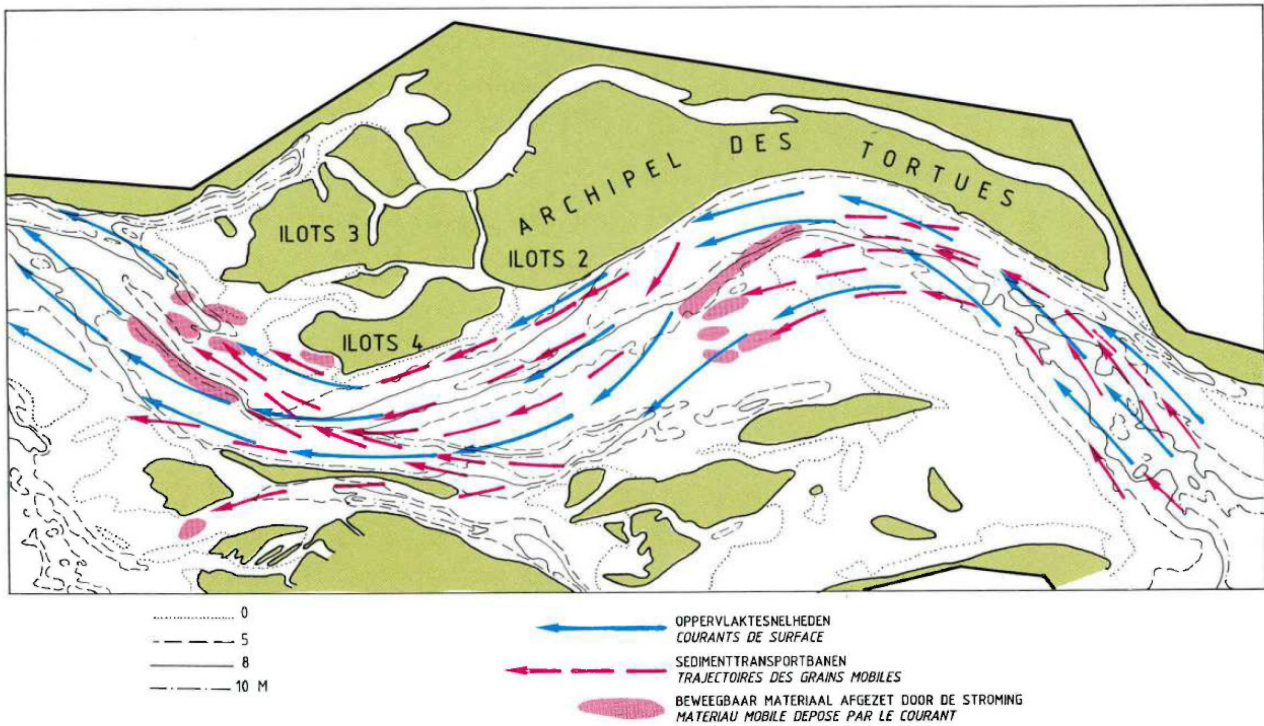 ARCHIPEL DES TORTUES
ILOTS 3
ILOTS 2
ILOTS 4
0
5
8
10 M
OPPERVLAKTESNELHEDEN
COURANTS DE SURFACE
SEDIMENTTRANSPORTBANEN
TRAJECTOIRES DES GRAINS MOBILES
BEWEEGBAAR MATERIAAL AFGEZET DOOR DE STROMING
MATERIAU MOBILE DEPOSE PAR LE COURANT